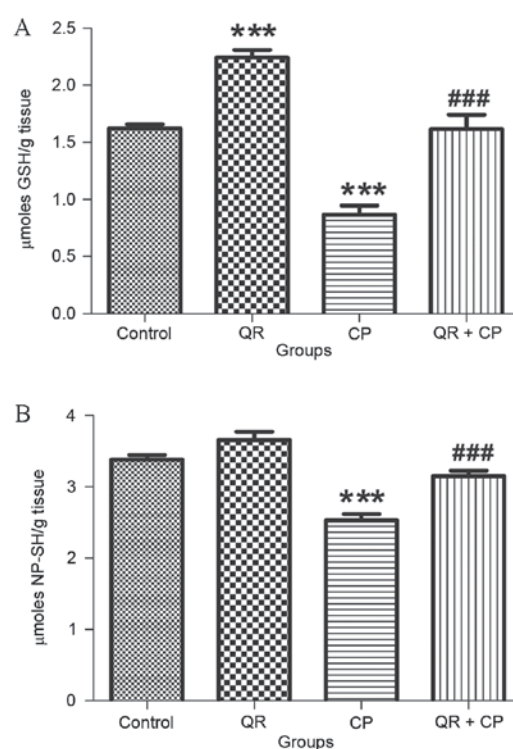 A
μmoles GSH/g tissue
2.5
2.0
1.5
1.0
0.5
0.0
***
***
###
Control QR CP QR + CP
Groups
B
μmoles NP-SH/g tissue
4
3
2
1
0
***
###
Control QR CP QR + CP
Groups